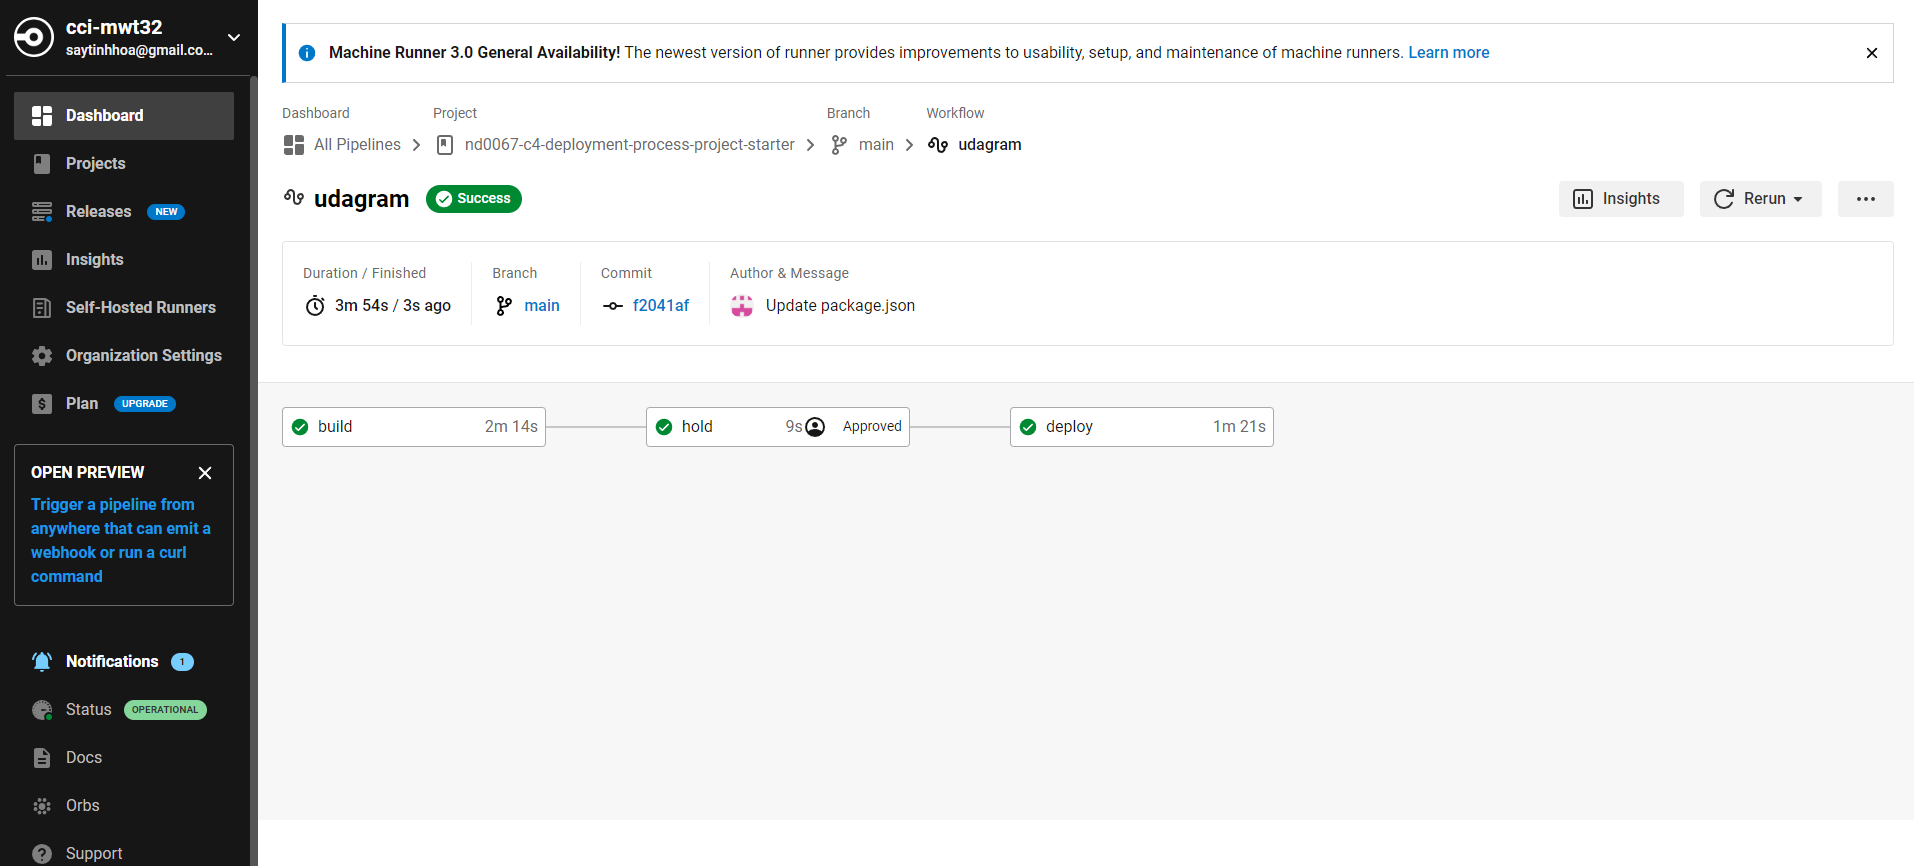 cci-mwt32
saytinhhoa@gmail.co...
Dashboard
Projects
Releases NEW
Insights
Self-Hosted Runners
Organization Settings
Plan UPGRADE
OPEN PREVIEW
Trigger a pipeline from
anywhere that can emit a
webhook or run a curl
command
Notifications 1
Status OPERATIONAL
Docs
Orbs
Support
Machine Runner 3.0 General Availability! The newest version of runner provides improvements to usability, setup, and maintenance of machine runners. Learn more
Dashboard Project Branch Workflow
All Pipelines nd0067-c4-deployment-process-project-starter main udagram
udagram Success Insights Rerun
Duration / Finished Branch Commit Author & Message
3m 54s / 3s ago main f2041af Update package.json
build 2m 14s hold 9s Approved deploy 1m 21s